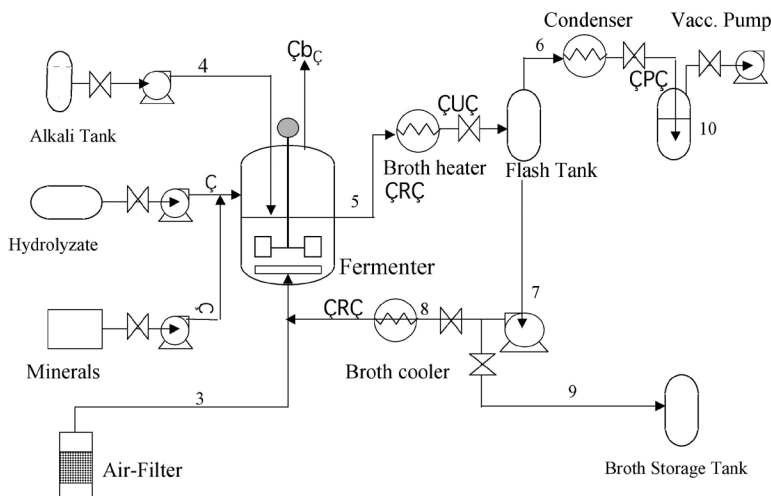 Condenser
Vacc. Pump
6
ÇbÇ
4
ÇPÇ
ÇUÇ
10
Alkali Tank
Broth heater
Flash Tank
ÇRÇ
Ç
5
Hydrolyzate
Fermenter
ÇRÇ
8
7
Ç
Minerals
Broth cooler
3
9
Air-Filter
Broth Storage Tank